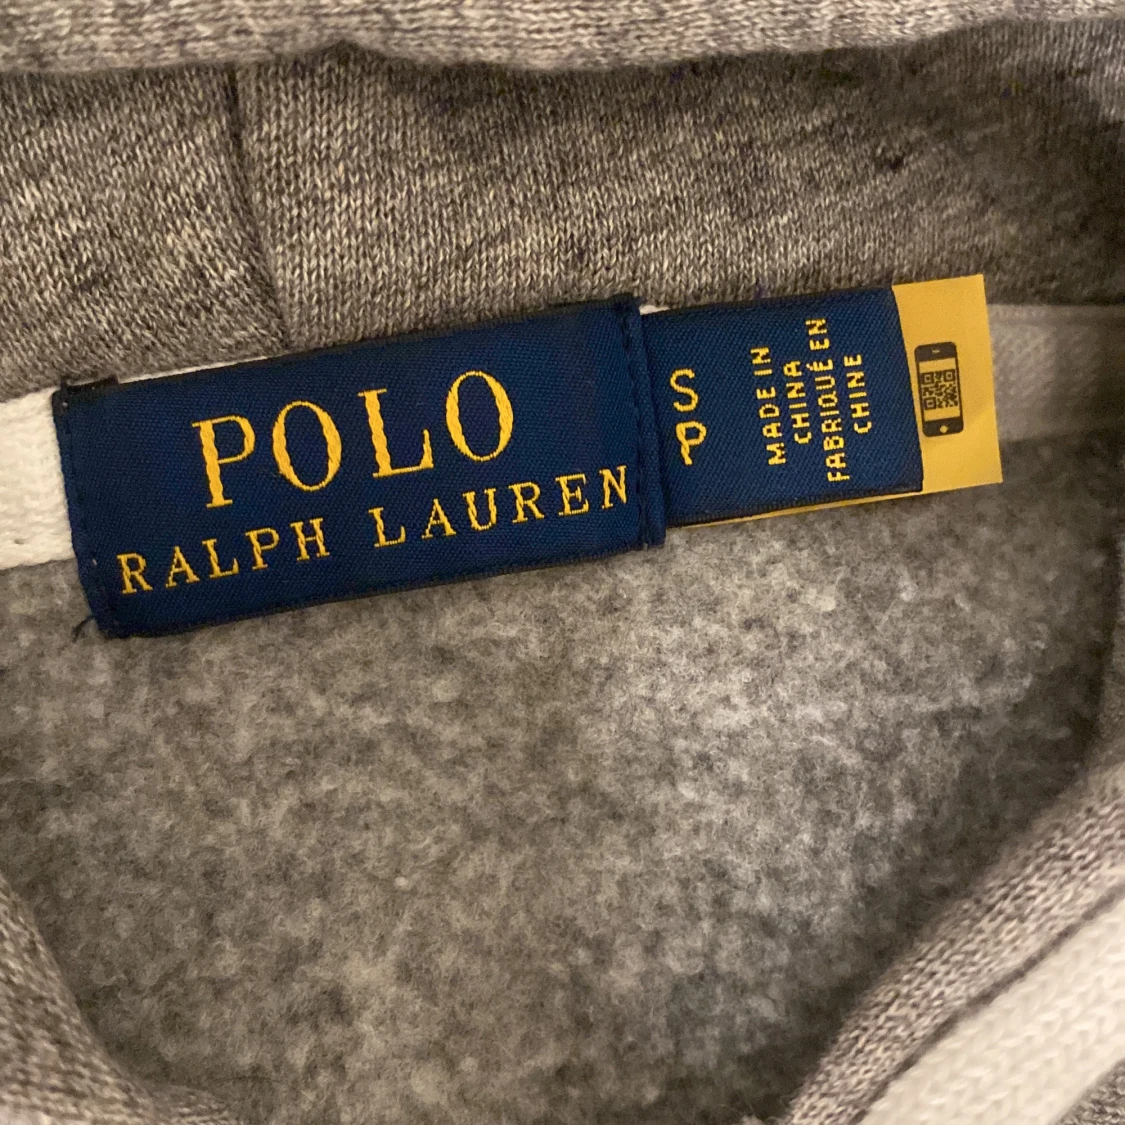 POLO
RALPH LAUREN
S
P
MADE IN
CHINA
FABRIQUÉ EN
CHINE